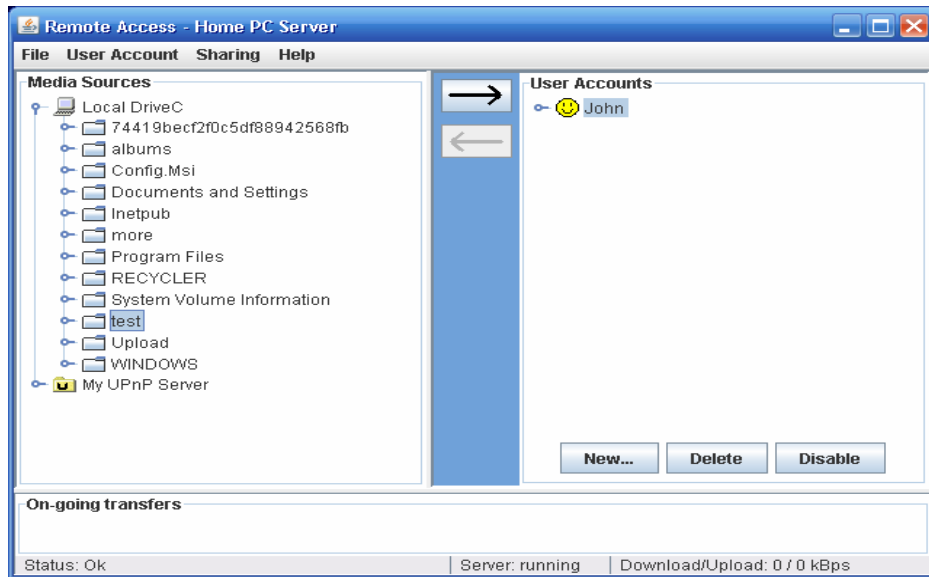 Remote Access - Home PC Server
File User Account Sharing Help
Media Sources
Local DriveC
74419becf2f0c5df88942568fb
albums
Config.Msi
Documents and Settings
Inetpub
more
Program Files
RECYCLER
System Volume Information
test
Upload
WINDOWS
My UPnP Server
User Accounts
John
New... Delete Disable
On-going transfers
Status: Ok Server: running Download/Upload: 0 / 0 kBps